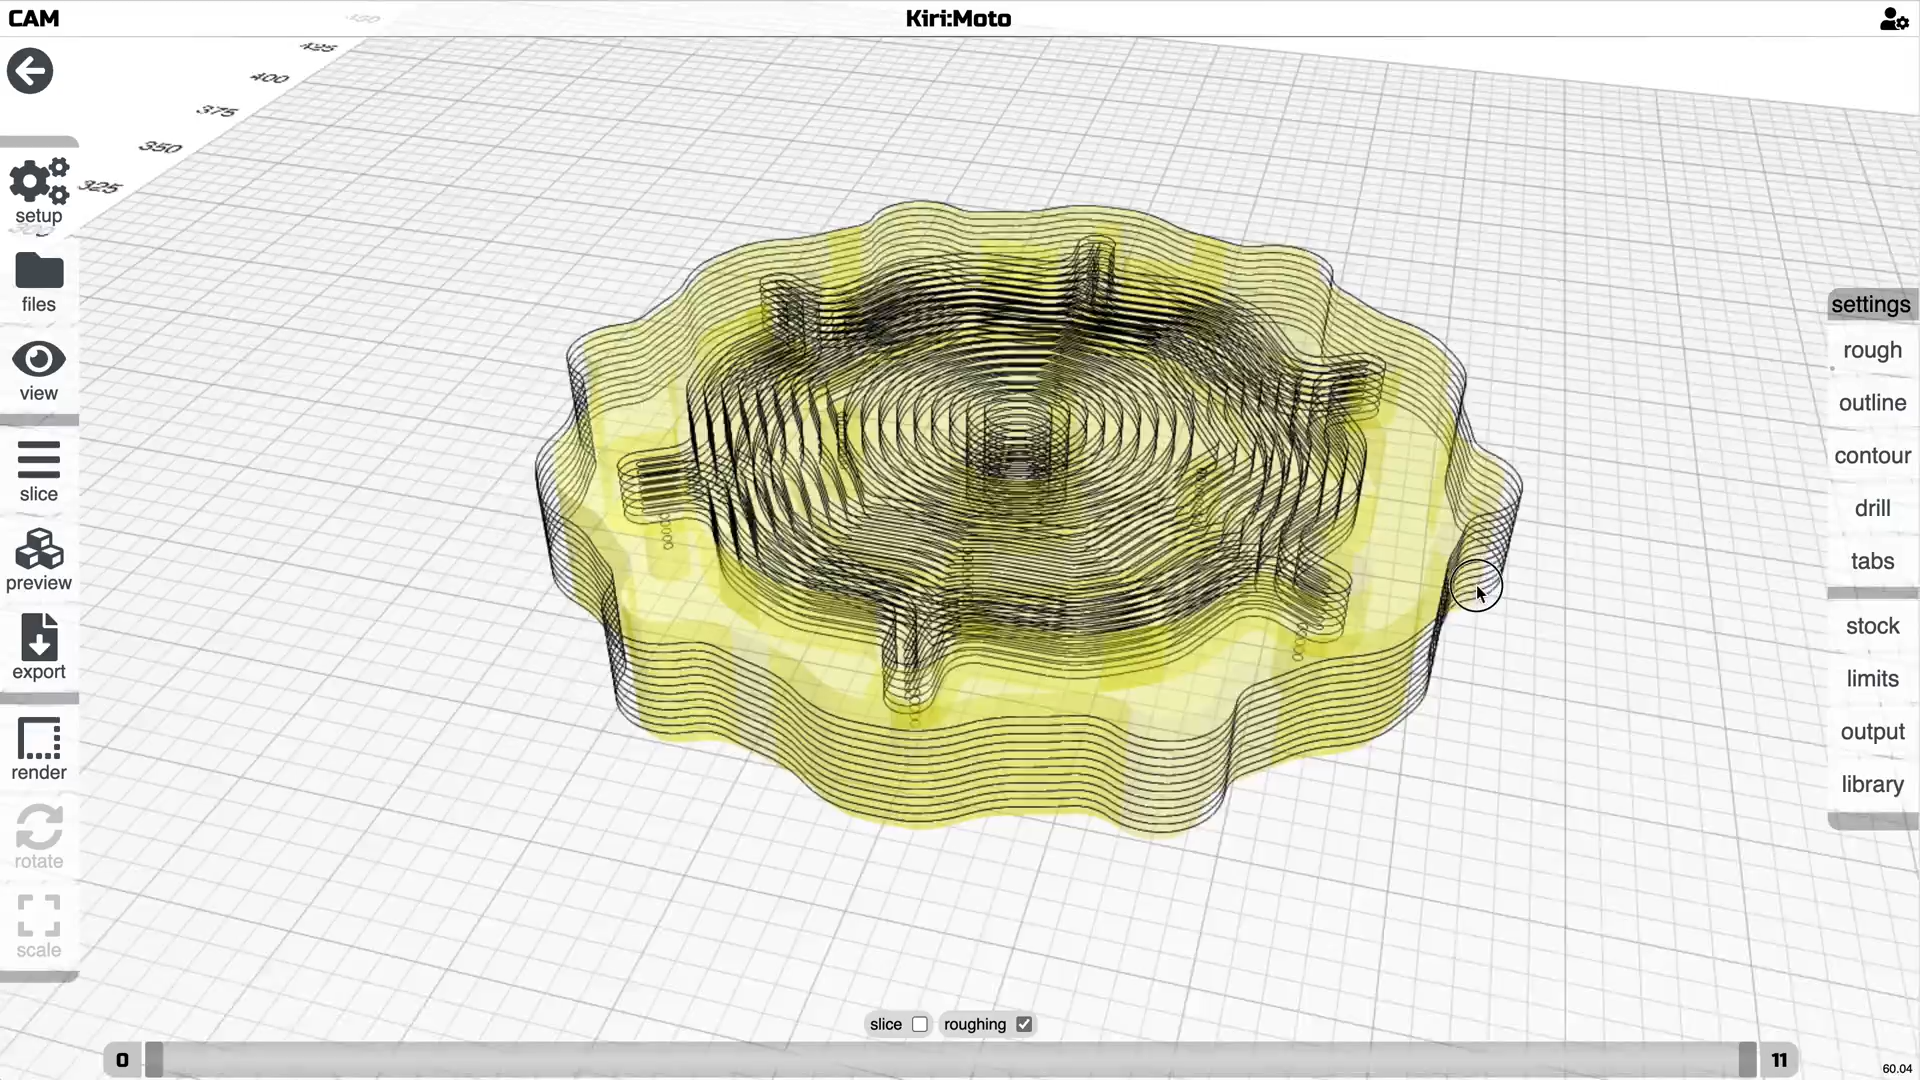 CAM
Kiri:Moto
425
400
375
350
325
setup
files
view
slice
preview
export
render
rotate
scale
settings
rough
outline
contour
drill
tabs
stock
limits
output
library
slice
roughing
0
11
60.04